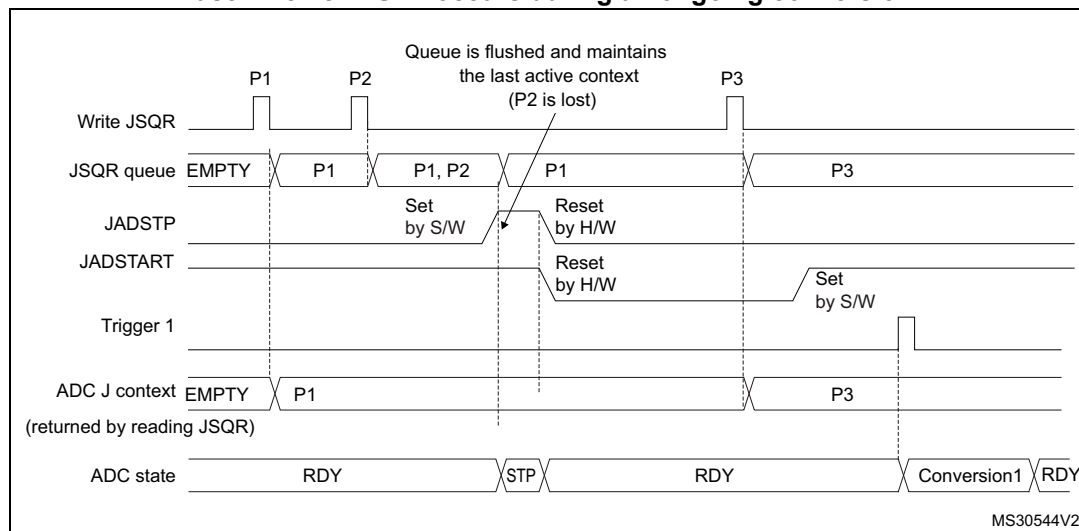 Queue is flushed and maintains
the last active context
(P2 is lost)
P1
P2
P3
Write JSQR
JSQR queue
EMPTY
P1
P1, P2
P1
P3
Set
by S/W
Reset
by H/W
JADSTP
JADSTART
Reset
by H/W
Set
by S/W
Trigger 1
ADC J context
(returned by reading JSQR)
EMPTY
P1
P3
ADC state
RDY
STP
RDY
Conversion1
RDY
MS30544V2